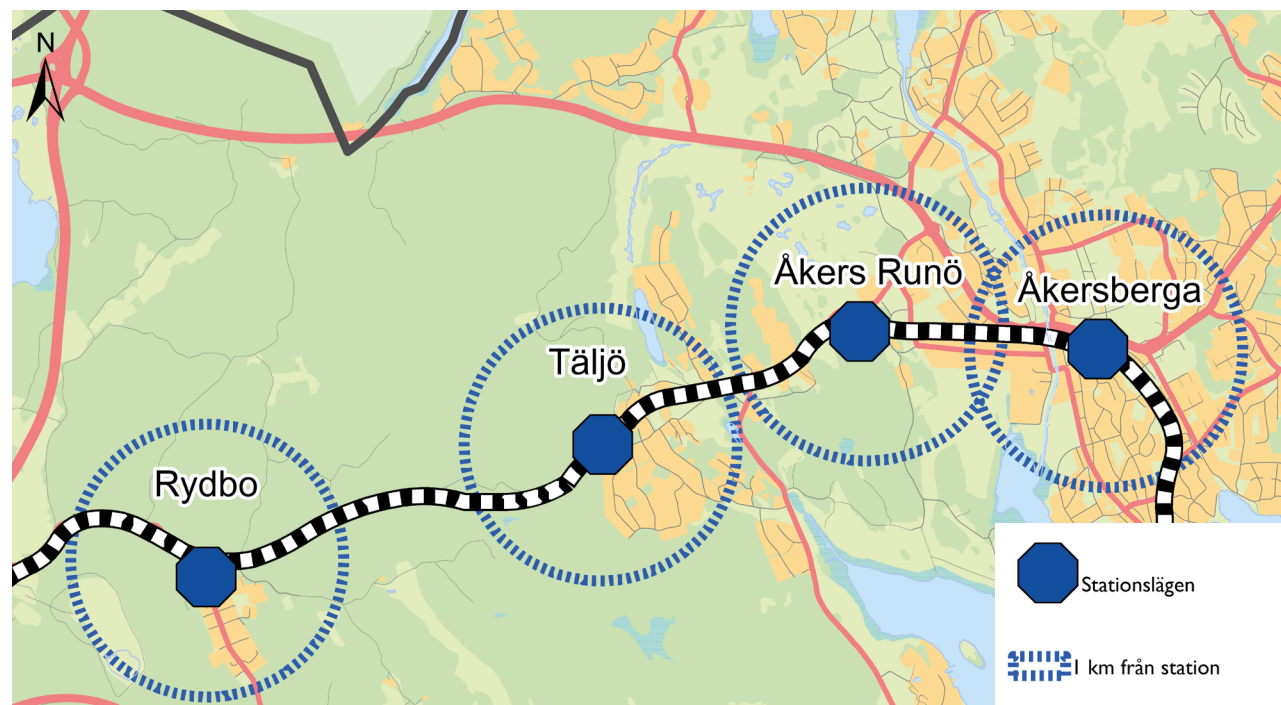 N
Åkers Runö
Åkersberga
Täljö
Rydbo
Stationslägen
1 km från station